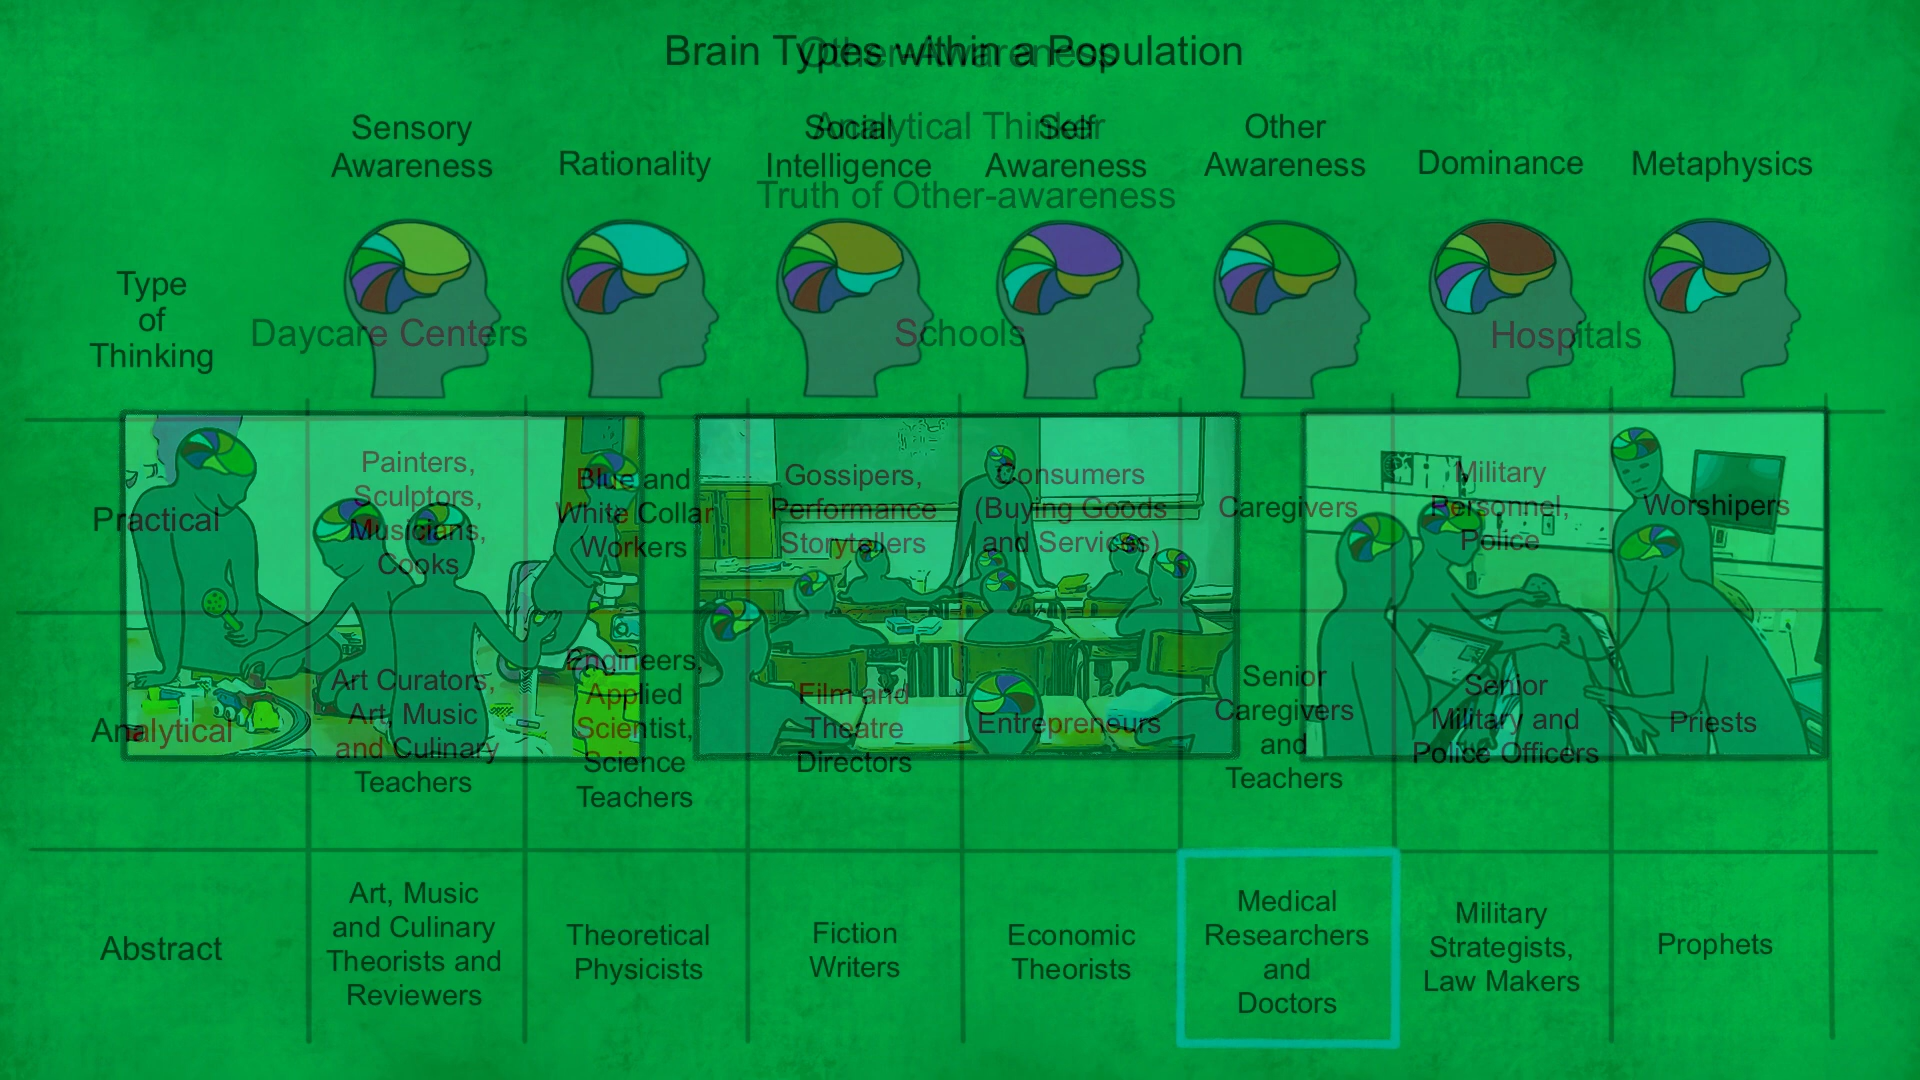 Brain Types within a Population
Other-Awareness
Analytical Thinker
Truth of Other-awareness
Sensory
Awareness
Rationality
Social
Intelligence
Self
Awareness
Other
Awareness
Dominance
Metaphysics
Type
of
Thinking
Daycare Centers
Schools
Hospitals
Practical
Painters,
Sculptors,
Musicians,
Cooks
Blue and
White Collar
Workers
Gossipers,
Performance
Storytellers
Consumers
(Buying Goods
and Services)
Caregivers
Military
Personnel,
Police
Worshipers
Analytical
Art Curators,
Art, Music
and Culinary
Teachers
Engineers,
Applied
Scientist,
Science
Teachers
Film and
Theatre
Directors
Entrepreneurs
Senior
Caregivers
and
Teachers
Senior
Military and
Police Officers
Priests
Abstract
Art, Music
and Culinary
Theorists and
Reviewers
Theoretical
Physicists
Fiction
Writers
Economic
Theorists
Medical
Researchers
and
Doctors
Military
Strategists,
Law Makers
Prophets